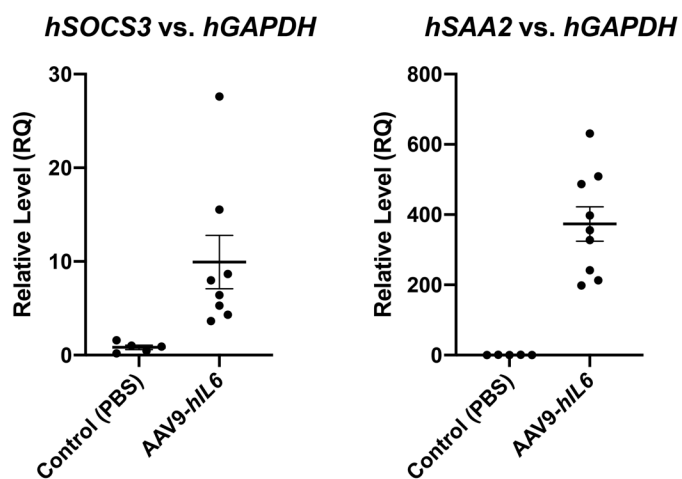 hSOCS3 vs. hGAPDH
Relative Level (RQ)
30
20
10
0
Control (PBS)
AAV9-hIL6
hSAA2 vs. hGAPDH
Relative Level (RQ)
800
600
400
200
0
Control (PBS)
AAV9-hIL6